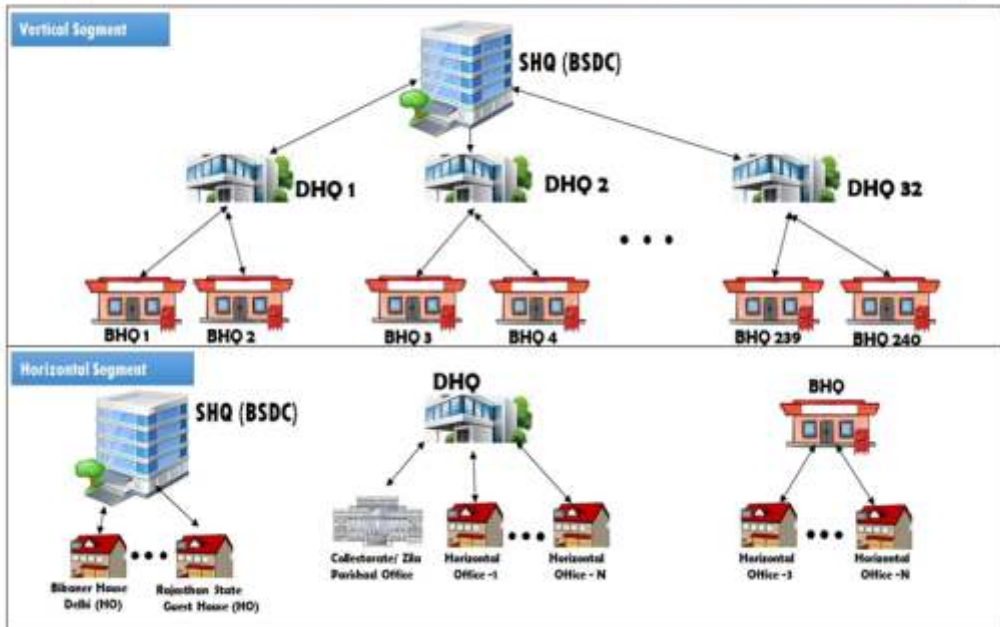 Vertical Segment
SHQ (BSDC)
DHQ 1
DHQ 2
DHQ 32
BHQ 1
BHQ 2
BHQ 3
BHQ 4
BHQ 239
BHQ 240
Horizontal Segment
SHQ (BSDC)
DHQ
BHQ
Bikaner House
Delhi (HO)
Rajasthan State
Guest House (HO)
Collectorate/ Zila
Parishad Office
Horizontal
Office -1
Horizontal
Office - N
Horizontal
Office -3
Horizontal
Office -N